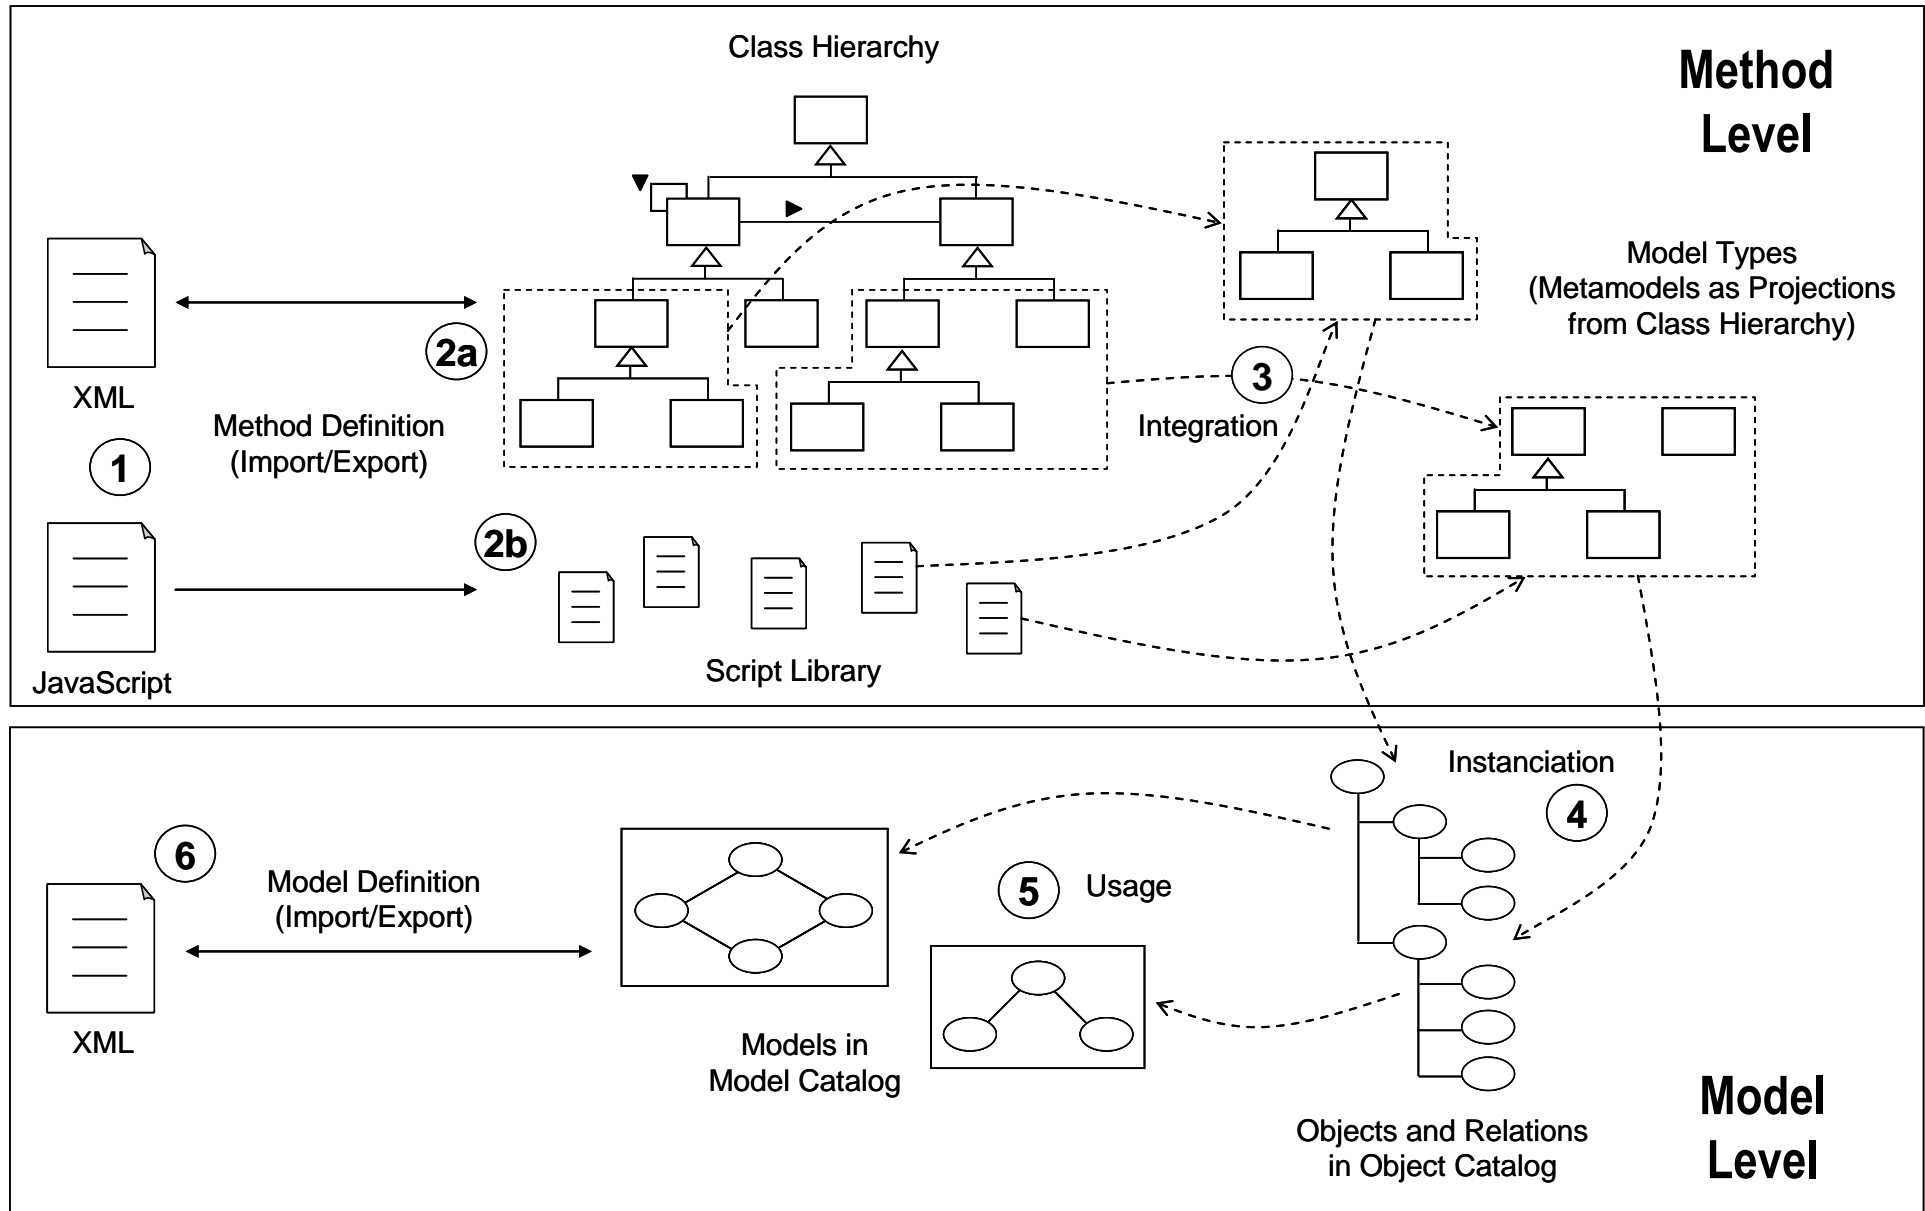 Class Hierarchy
Method
Level
Model Types
(Metamodels as Projections
from Class Hierarchy)
XML
2a
Method Definition
(Import/Export)
1
3
Integration
2b
JavaScript
Script Library
Instanciation
4
6
Model Definition
(Import/Export)
5
Usage
XML
Models in
Model Catalog
Objects and Relations
in Object Catalog
Model
Level